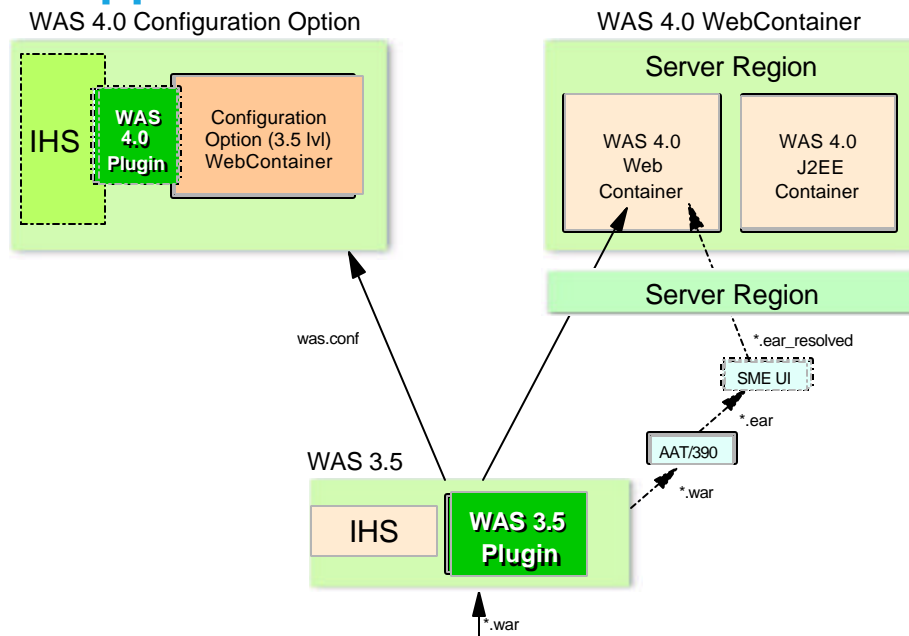 WAS 4.0 Configuration Option
IHS
WAS
4.0
Plugin
Configuration
Option (3.5 lvl)
WebContainer
WAS 4.0 WebContainer
Server Region
WAS 4.0
Web
Container
WAS 4.0
J2EE
Container
Server Region
was.conf
*.ear_resolved
SME UI
*.ear
AAT/390
*.war
WAS 3.5
IHS
WAS 3.5
Plugin
*.war